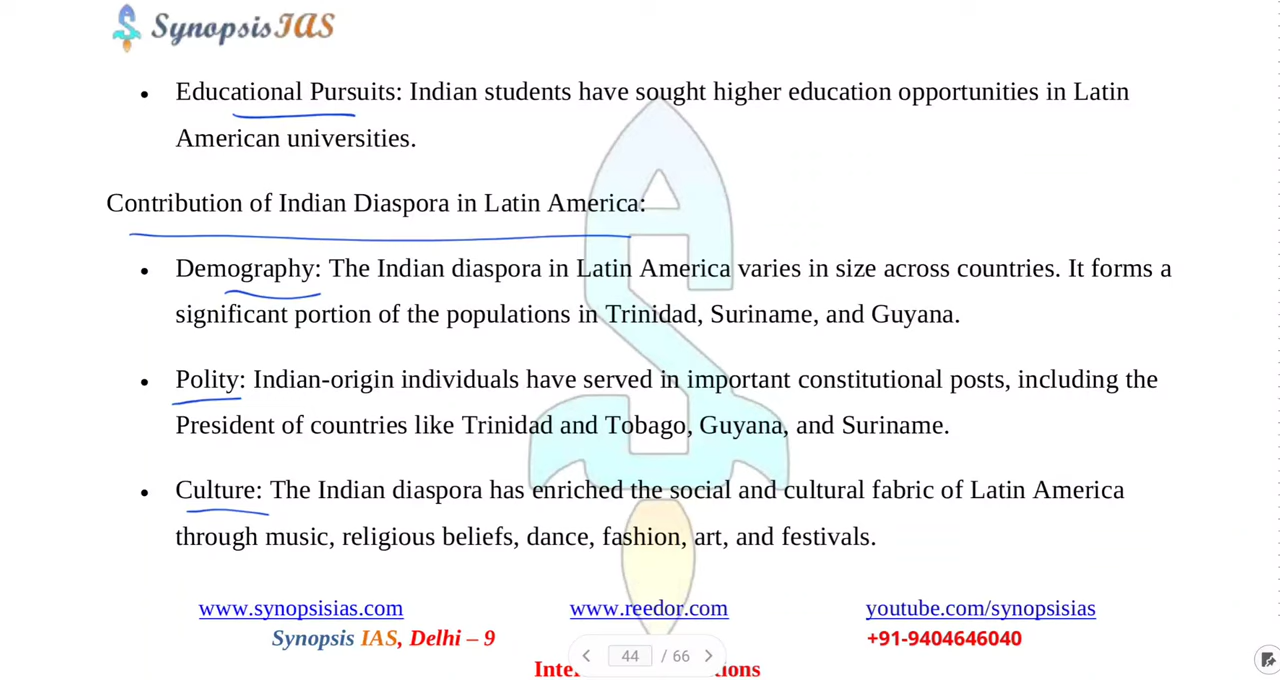 Synopsis IAS
• Educational Pursuits: Indian students have sought higher education opportunities in Latin
American universities.
Contribution of Indian Diaspora in Latin America:
• Demography: The Indian diaspora in Latin America varies in size across countries. It forms a
significant portion of the populations in Trinidad, Suriname, and Guyana.
• Polity: Indian-origin individuals have served in important constitutional posts, including the
President of countries like Trinidad and Tobago, Guyana, and Suriname.
• Culture: The Indian diaspora has enriched the social and cultural fabric of Latin America
through music, religious beliefs, dance, fashion, art, and festivals.
www.synopsisias.com www.reedor.com youtube.com/synopsisias
Synopsis IAS, Delhi – 9 +91-9404646040
44 / 66